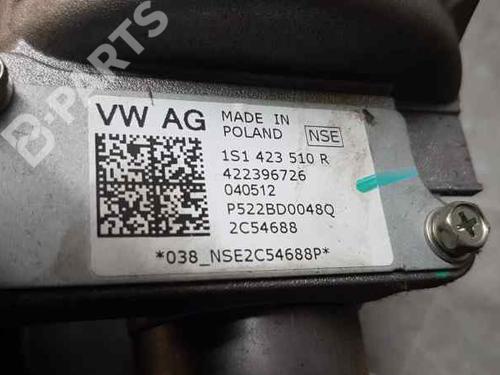 B-PARTS
VW AG
MADE IN
POLAND
NSE
1S1 423 510 R
422396726
040512
P522BD0048Q
2C54688
*038_NSE2C54688P*